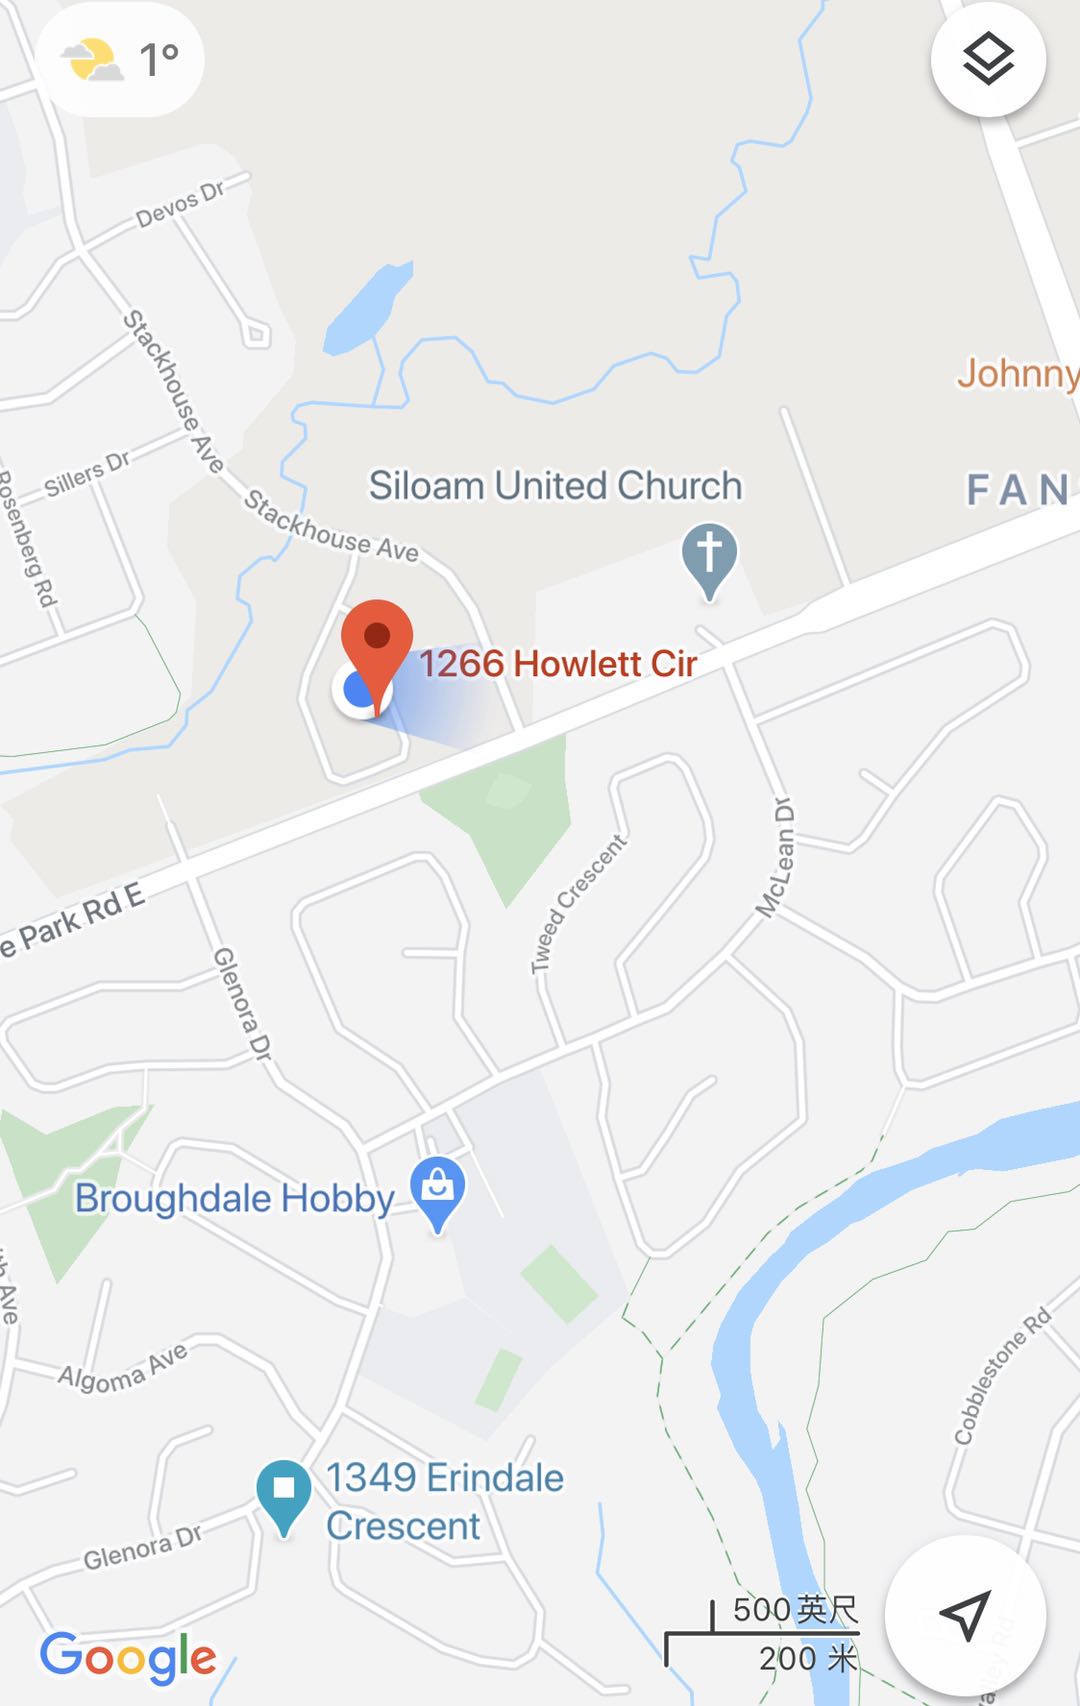 1°
Devos Dr
Stackhouse Ave
Johnny
Sillers Dr
Siloam United Church
FAN
Rosenberg Rd
Stackhouse Ave
1266 Howlett Cir
McLean Dr
Tweed Crescent
e Park Rd E
Glenora Dr
Broughdale Hobby
th Ave
Algoma Ave
Cobblestone Rd
1349 Erindale
Crescent
Glenora Dr
500 英尺
200 米
Google